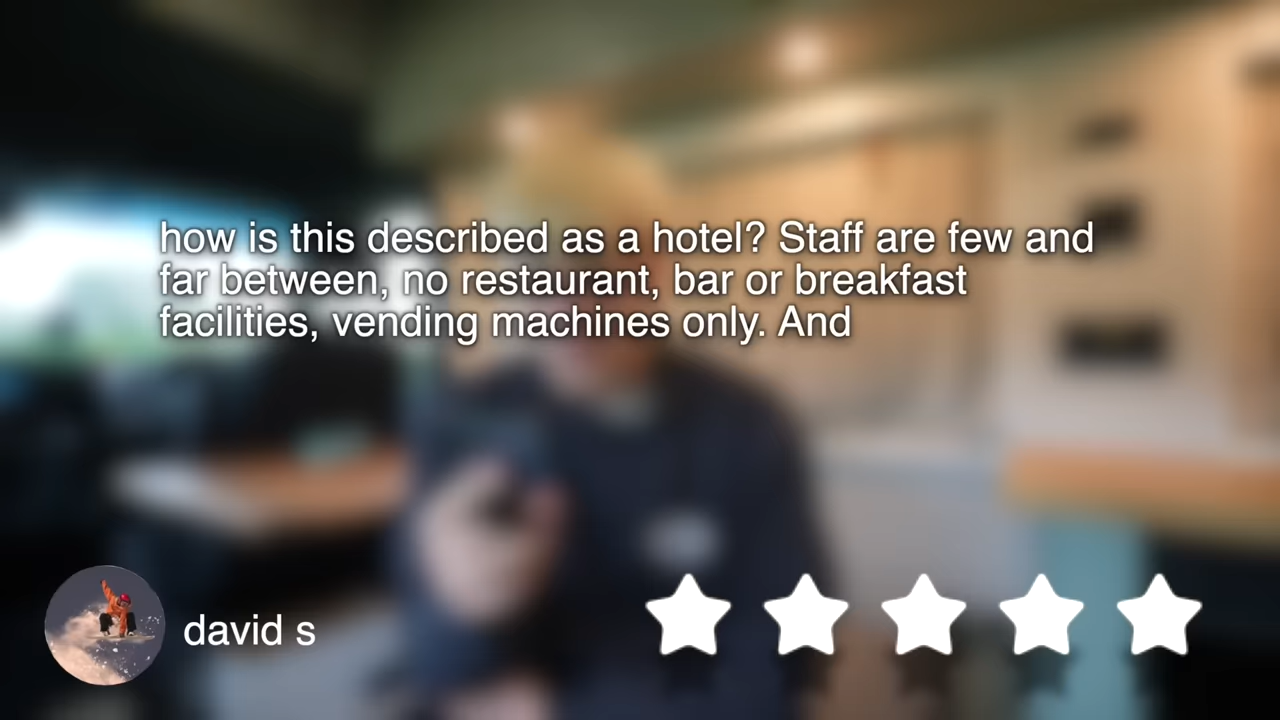 how is this described as a hotel? Staff are few and
far between, no restaurant, bar or breakfast
facilities, vending machines only. And
david s